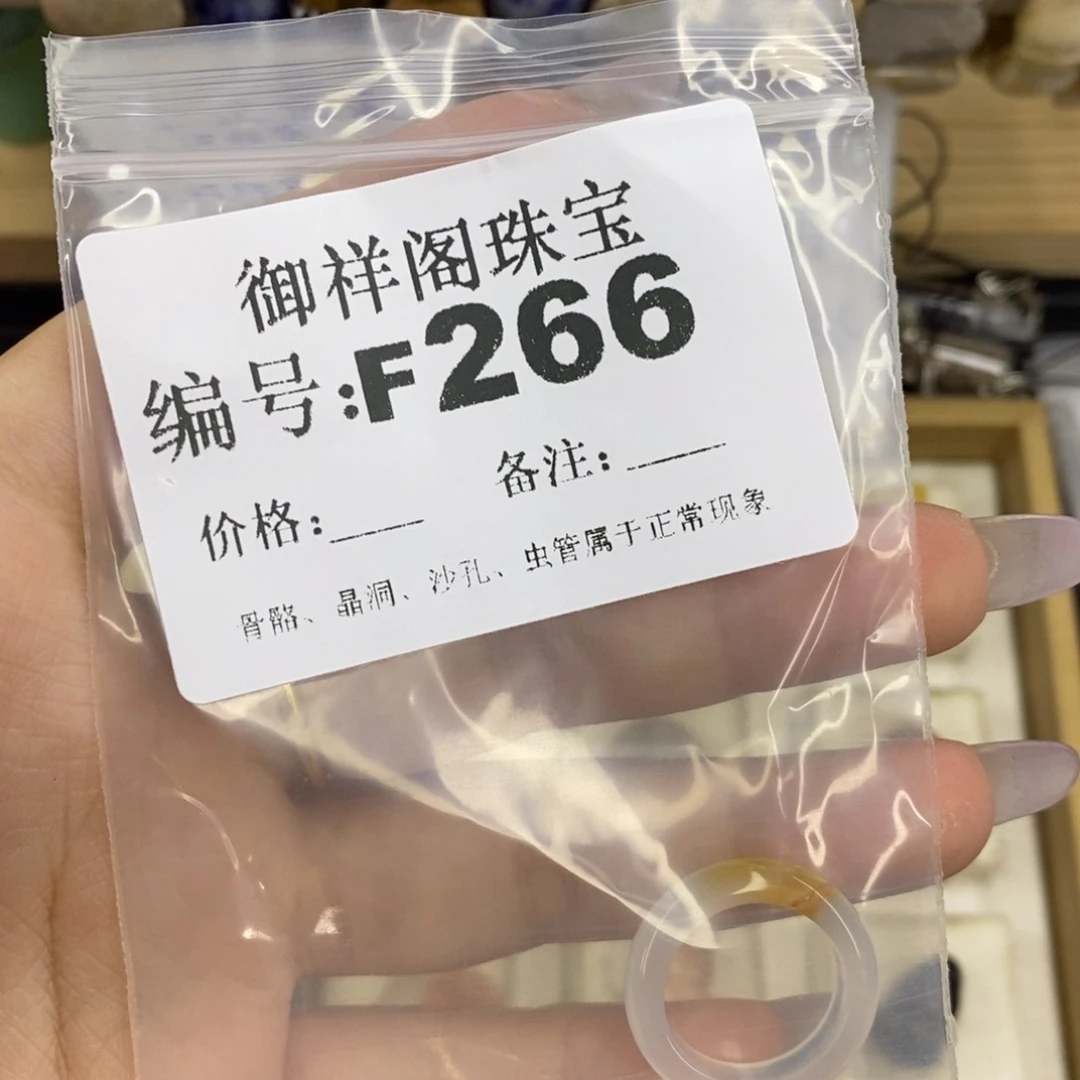 御祥阁珠宝
编号:F266
价格:___ 备注:____
骨骼、晶洞、沙孔、虫管属于正常现象